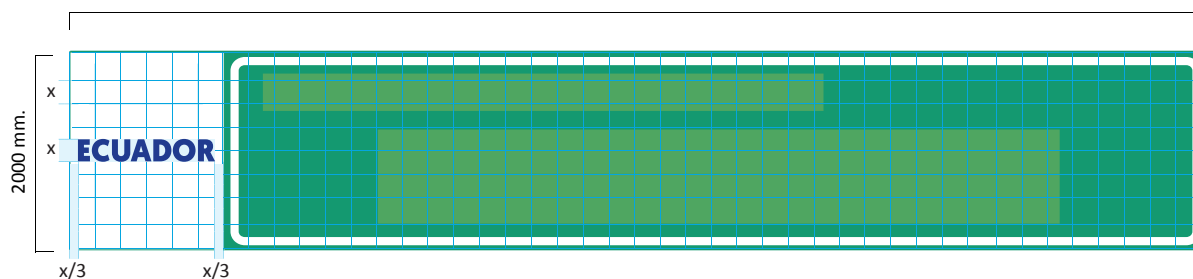 x
x
2000 mm.
ECUADOR
x/3
x/3